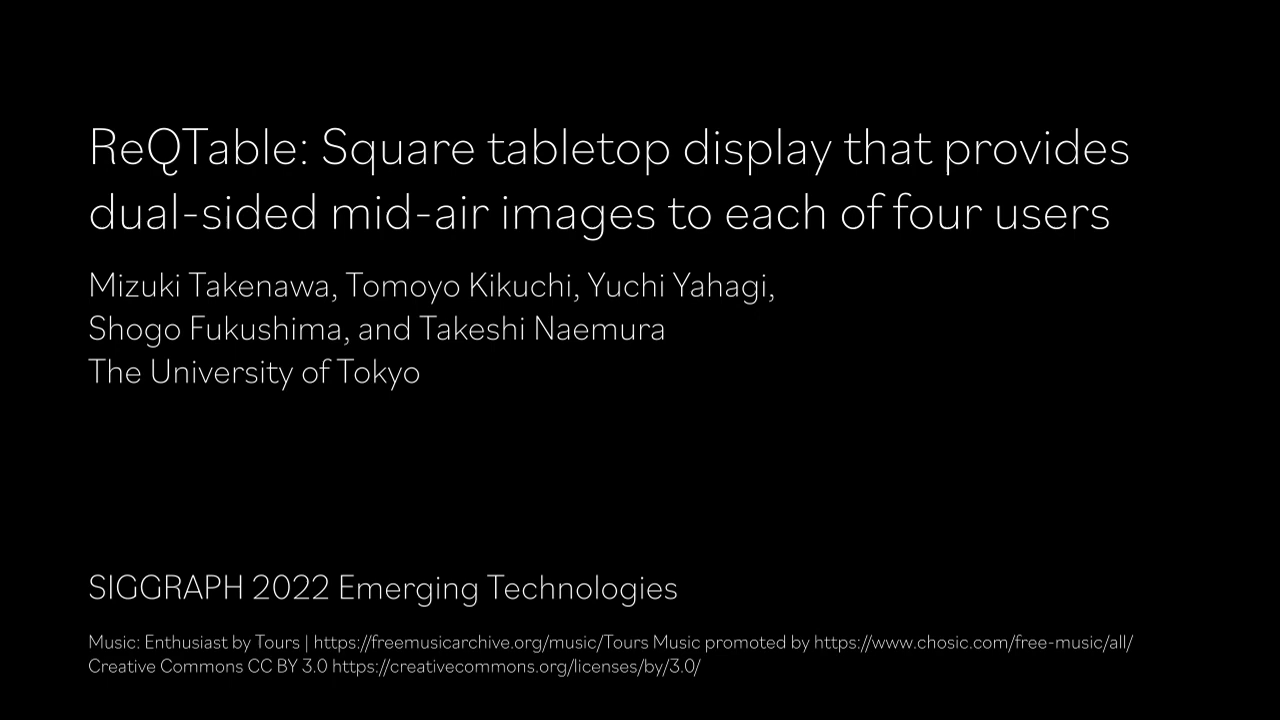 ReQTable: Square tabletop display that provides
dual-sided mid-air images to each of four users
Mizuki Takenawa, Tomoyo Kikuchi, Yuchi Yahagi,
Shogo Fukushima, and Takeshi Naemura
The University of Tokyo
SIGGRAPH 2022 Emerging Technologies
Music: Enthusiast by Tours | https://freemusicarchive.org/music/Tours Music promoted by https://www.chosic.com/free-music/all/
Creative Commons CC BY 3.0 https://creativecommons.org/licenses/by/3.0/